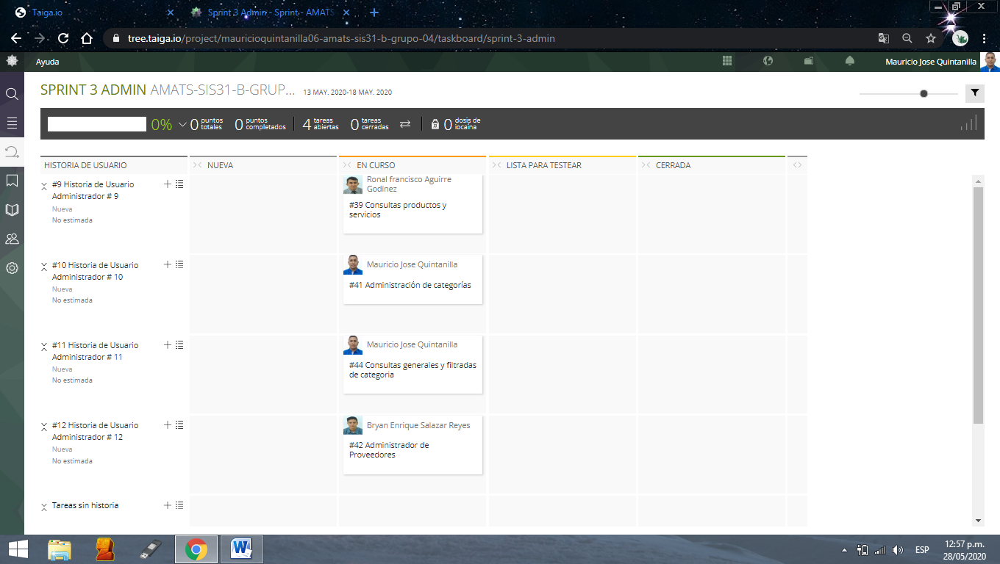 Taiga.io
Sprint 3 Admin - Sprint - AMATS
tree.taiga.io/project/mauricioquintanilla06-amats-sis31-b-grupo-04/taskboard/sprint-3-admin
Ayuda
Mauricio Jose Quintanilla
SPRINT 3 ADMIN AMATS-SIS31-B-GRUP... 13 MAY. 2020-18 MAY. 2020
0% 0 puntos totales 0 puntos completados 4 tareas abiertas 0 tareas cerradas 0 dosis de iocaína
HISTORIA DE USUARIO NUEVA EN CURSO LISTA PARA TESTEAR CERRADA
#9 Historia de Usuario
Administrador # 9
Nueva
No estimada
Ronal francisco Aguirre
Godinez
#39 Consultas productos y
servicios
#10 Historia de Usuario
Administrador # 10
Nueva
No estimada
Mauricio Jose Quintanilla
#41 Administración de categorías
#11 Historia de Usuario
Administrador # 11
Nueva
No estimada
Mauricio Jose Quintanilla
#44 Consultas generales y filtradas
de categoria
#12 Historia de Usuario
Administrador # 12
Nueva
No estimada
Bryan Enrique Salazar Reyes
#42 Administrador de
Proveedores
Tareas sin historia
ESP
12:57 p.m.
28/05/2020